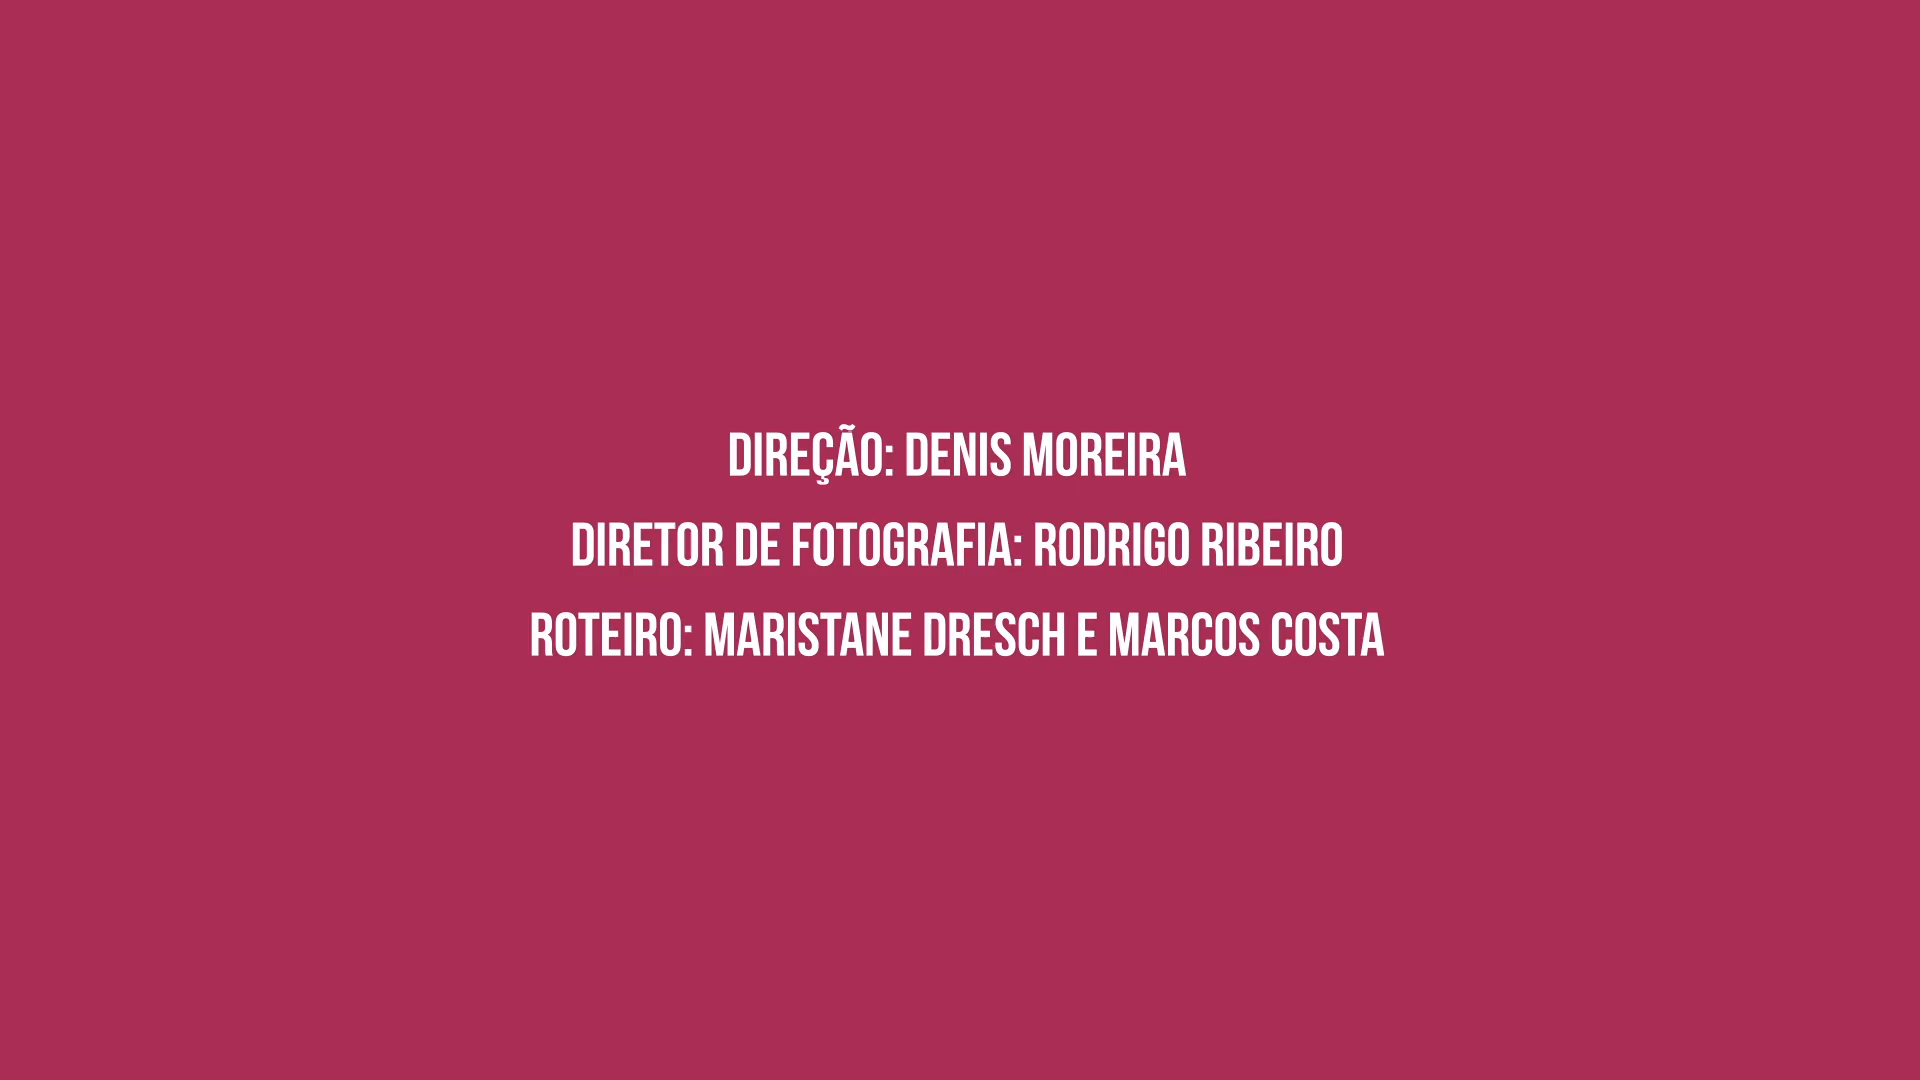 DIREÇÃO: DENIS MOREIRA
DIRETOR DE FOTOGRAFIA: RODRIGO RIBEIRO
ROTEIRO: MARISTANE DRESCH E MARCOS COSTA